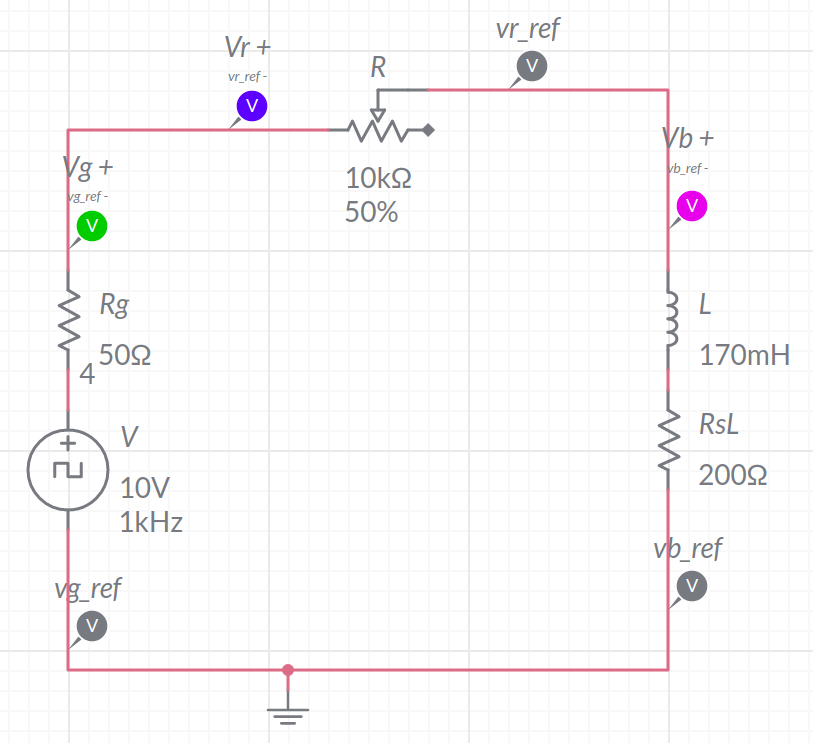 vr_ref
Vr +
vr_ref -
V
V
R
Vb +
vb_ref -
V
10kΩ
50%
Vg +
vg_ref -
V
Rg
50Ω
4
L
170mH
V
10V
1kHz
RsL
200Ω
vb_ref
V
vg_ref
V